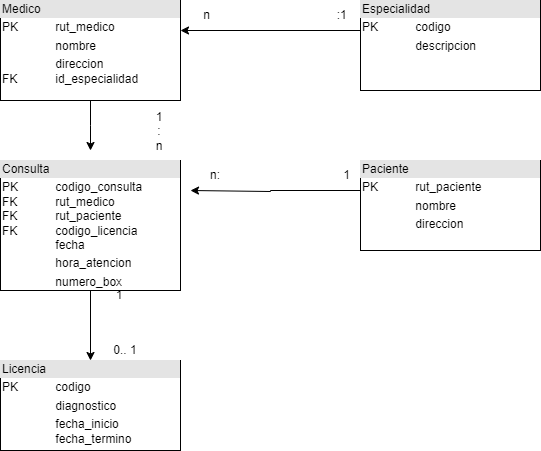 Medico
PK rut_medico
nombre
direccion
FK id_especialidad
n :1
Especialidad
PK codigo
descripcion
1
:
n
Consulta
PK codigo_consulta
FK rut_medico
FK rut_paciente
FK codigo_licencia
fecha
hora_atencion
numero_box
n: 1
Paciente
PK rut_paciente
nombre
direccion
1
0.. 1
Licencia
PK codigo
diagnostico
fecha_inicio
fecha_termino